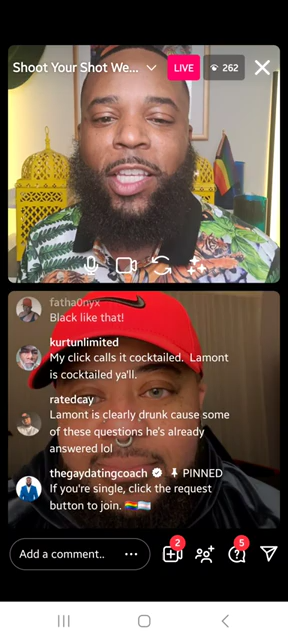 Shoot Your Shot We...
LIVE
262
fatha0nyx
Black like that!
kurtunlimited
My click calls it cocktailed. Lamont
is cocktailed ya'll.
ratedcay
Lamont is clearly drunk cause some
of these questions he's already
answered lol
thegaydatingcoach PINNED
If you're single, click the request
button to join. 🏳️‍🌈🏳️‍⚧️
Add a comment..
2
5